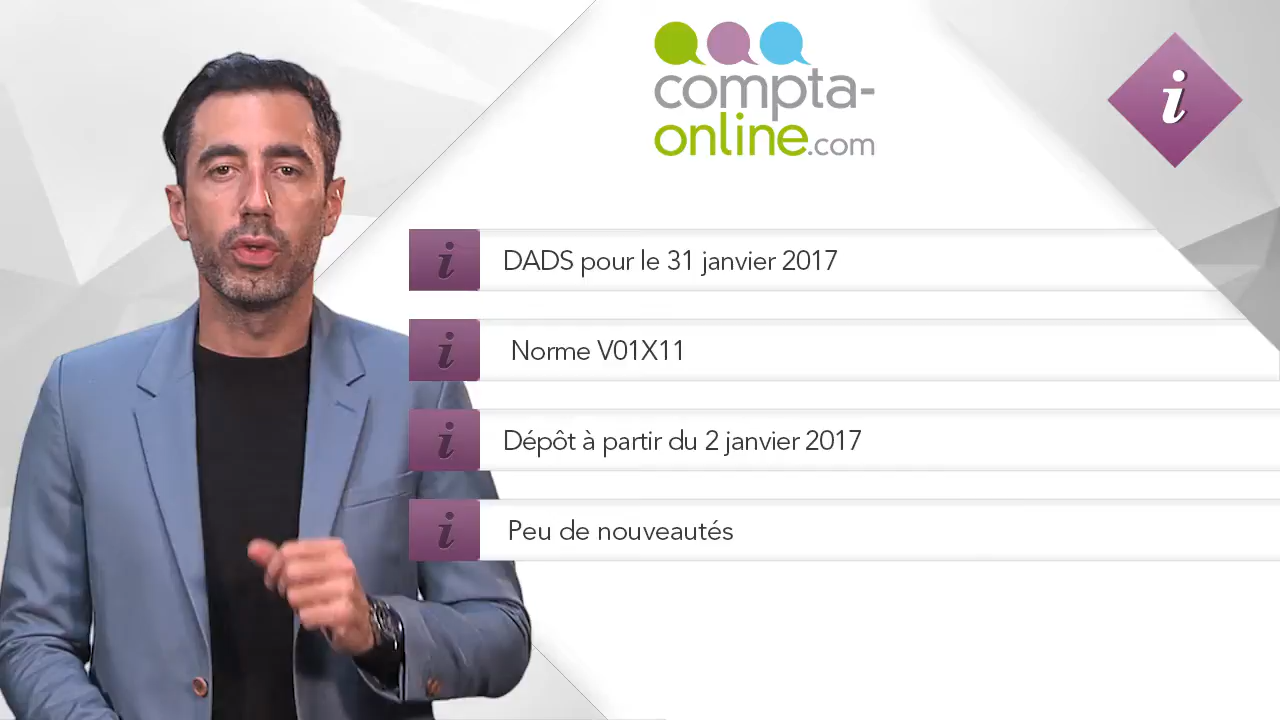 compta-
online.com
i
i DADS pour le 31 janvier 2017
i Norme V01X11
i Dépôt à partir du 2 janvier 2017
i Peu de nouveautés